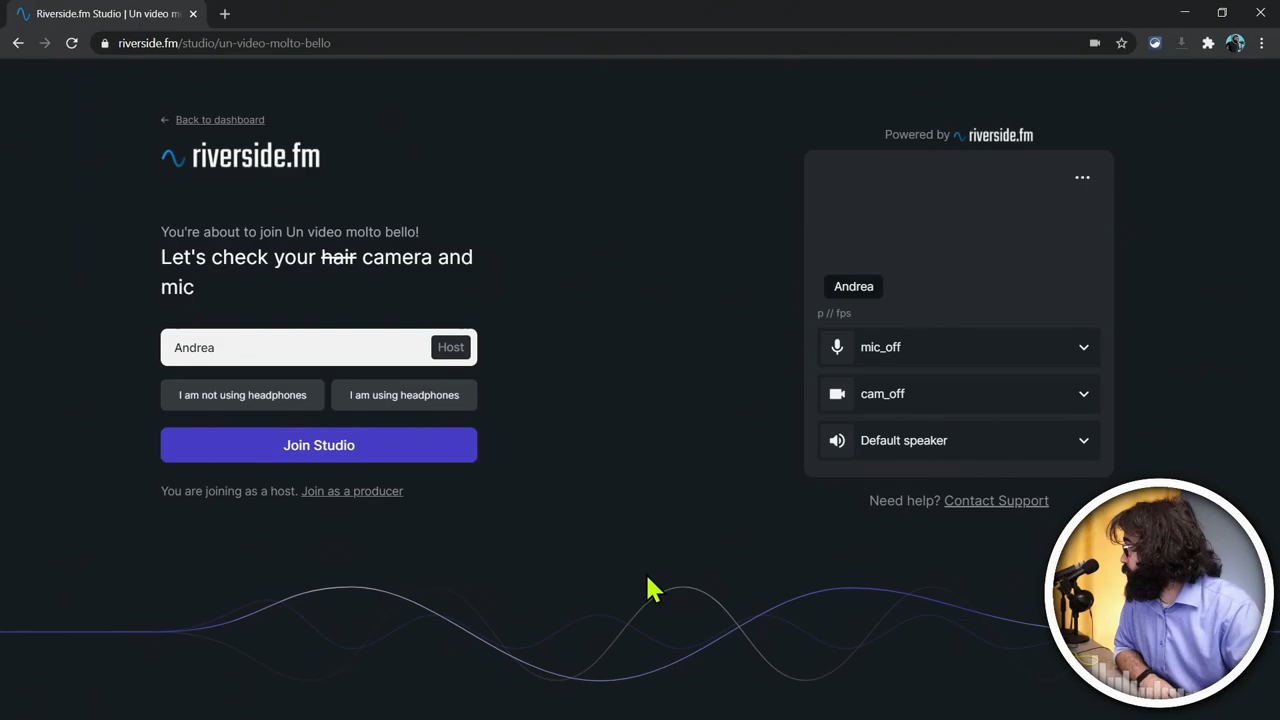 Riverside.fm Studio | Un video m
riverside.fm/studio/un-video-molto-bello
Back to dashboard
riverside.fm
You're about to join Un video molto bello!
Let's check your hair camera and
mic
Andrea
Host
I am not using headphones
I am using headphones
Join Studio
You are joining as a host. Join as a producer
Powered by riverside.fm
Andrea
p // fps
mic_off
cam_off
Default speaker
Need help? Contact Support